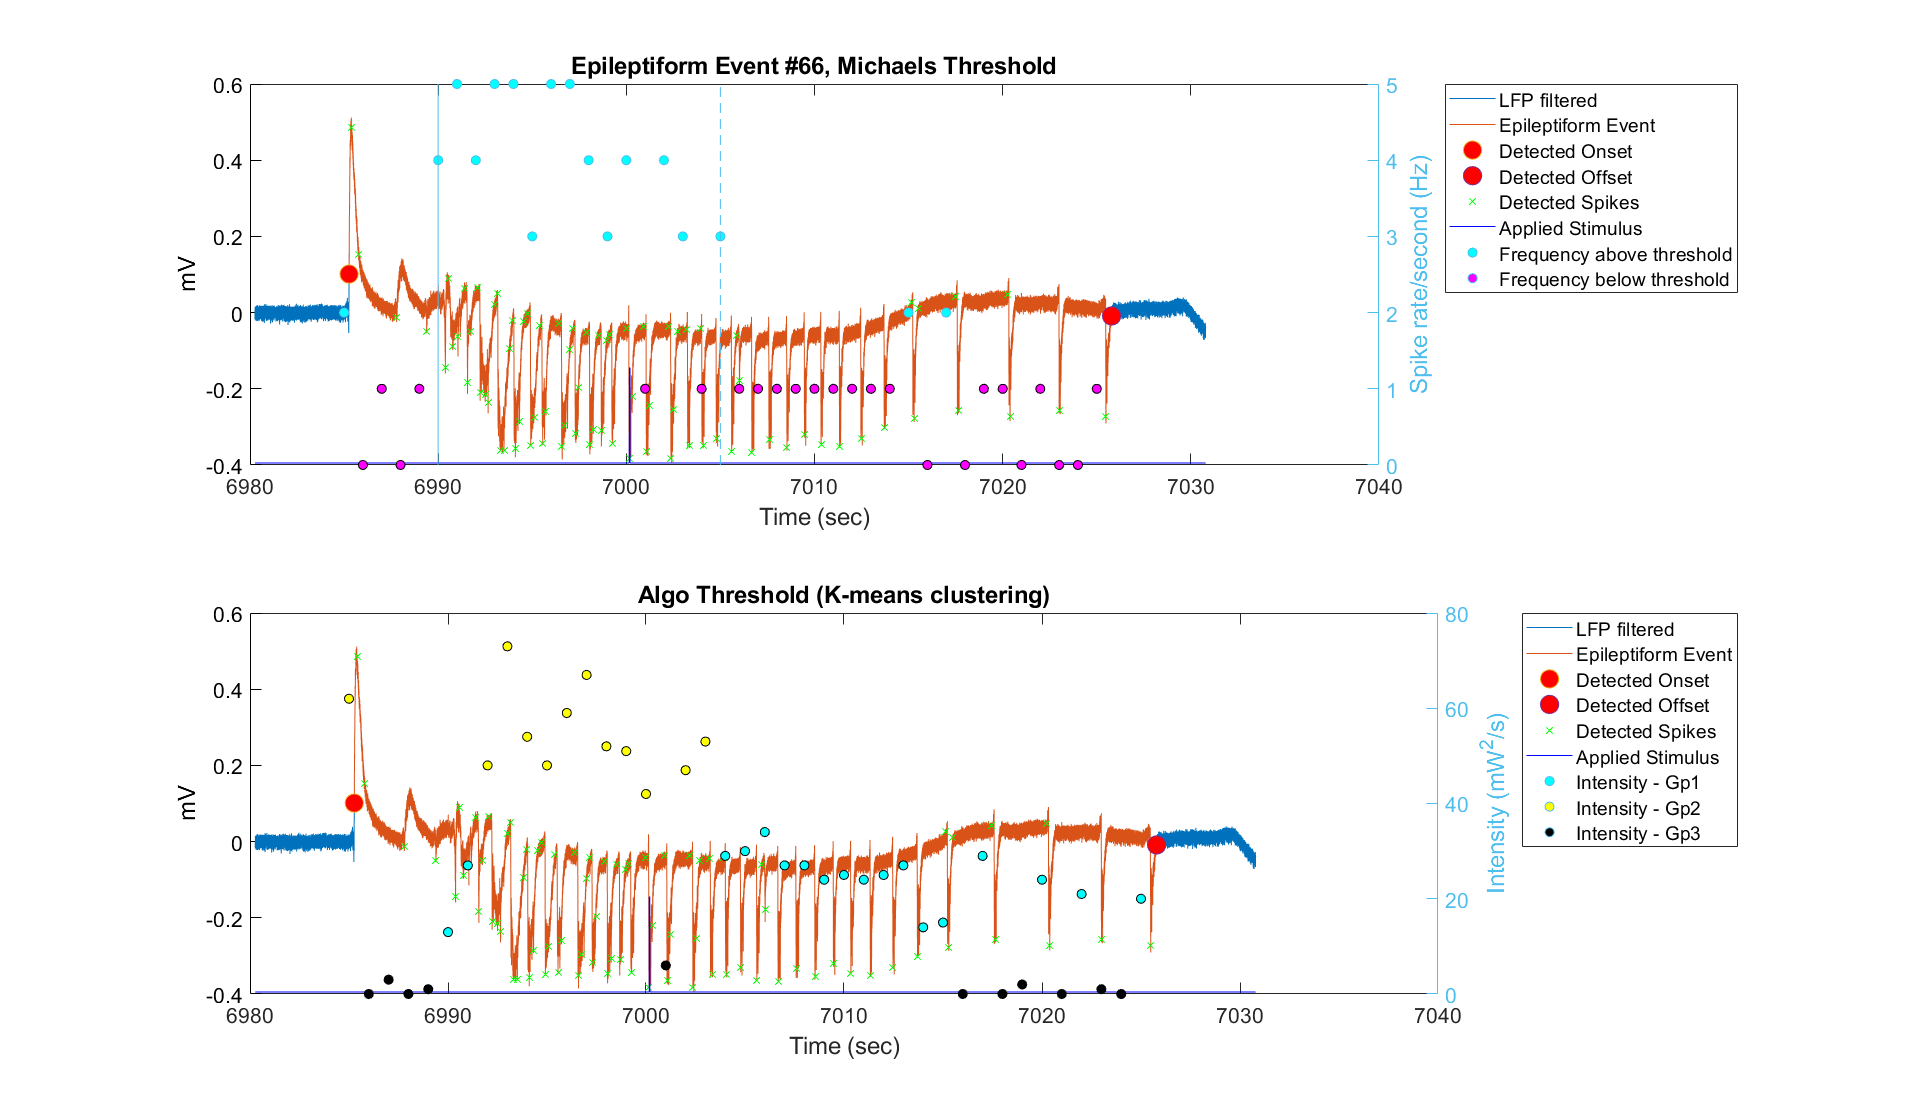 Epileptiform Event #66, Michaels Threshold
0.6
0.4
0.2
0
-0.2
-0.4
mV
6980
6990
7000
7010
7020
7030
7040
Time (sec)
5
4
3
2
1
0
Spike rate/second (Hz)
LFP filtered
Epileptiform Event
Detected Onset
Detected Offset
Detected Spikes
Applied Stimulus
Frequency above threshold
Frequency below threshold
Algo Threshold (K-means clustering)
0.6
0.4
0.2
0
-0.2
-0.4
mV
6980
6990
7000
7010
7020
7030
7040
Time (sec)
80
60
40
20
0
Intensity (mW²/s)
LFP filtered
Epileptiform Event
Detected Onset
Detected Offset
Detected Spikes
Applied Stimulus
Intensity - Gp1
Intensity - Gp2
Intensity - Gp3